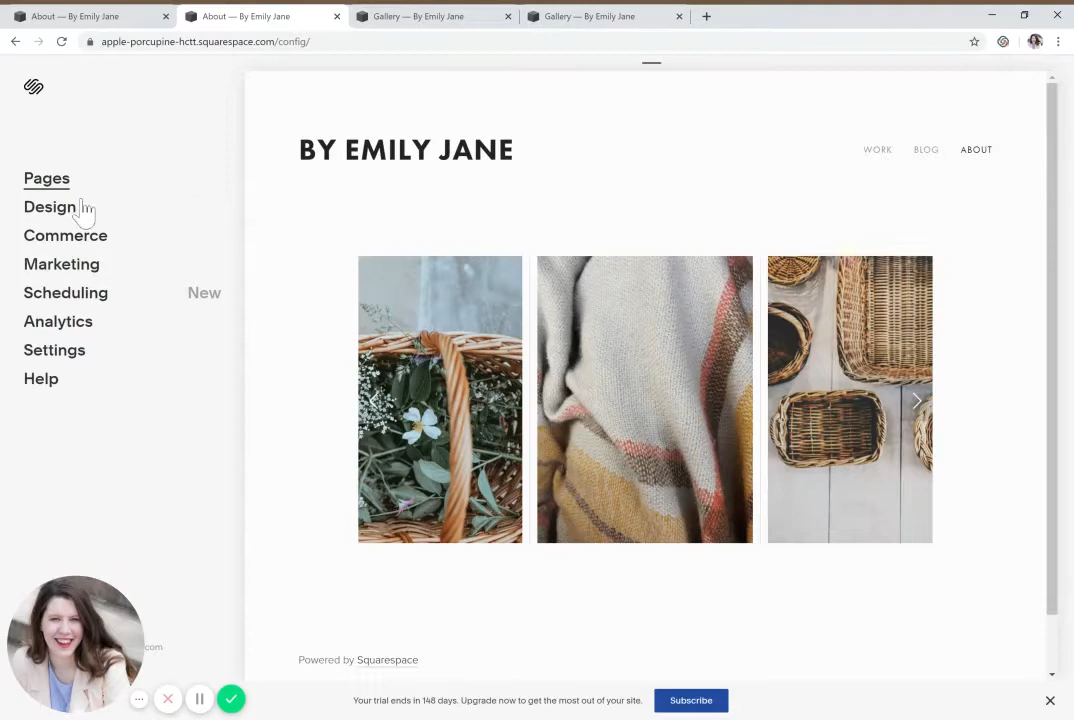 About — By Emily Jane
About — By Emily Jane
Gallery — By Emily Jane
Gallery — By Emily Jane
apple-porcupine-hctt.squarespace.com/config/
BY EMILY JANE
WORK
BLOG
ABOUT
Pages
Design
Commerce
Marketing
Scheduling
New
Analytics
Settings
Help
com
Powered by Squarespace
Your trial ends in 148 days. Upgrade now to get the most out of your site.
Subscribe